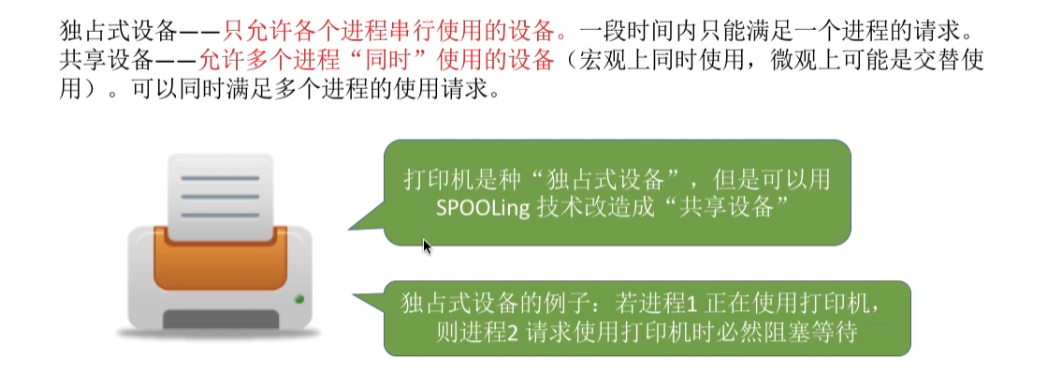 独占式设备——只允许各个进程串行使用的设备。一段时间内只能满足一个进程的请求。
共享设备——允许多个进程“同时”使用的设备（宏观上同时使用，微观上可能是交替使
用）。可以同时满足多个进程的使用请求。
打印机是种“独占式设备”，但是可以用
SPOOLing 技术改造成“共享设备”
独占式设备的例子：若进程1 正在使用打印机，
则进程2 请求使用打印机时必然阻塞等待